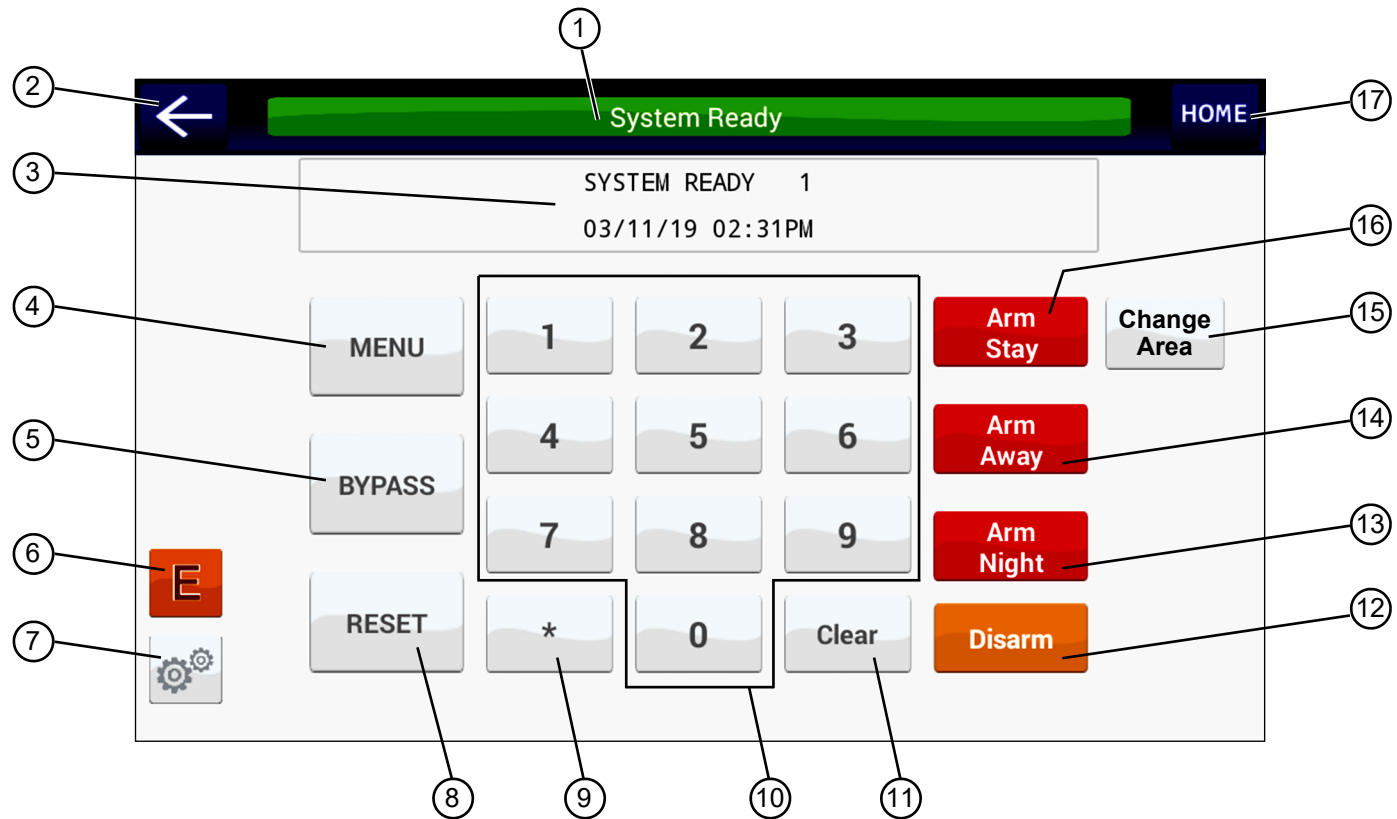 1
2
System Ready
HOME
17
3
SYSTEM READY 1
03/11/19 02:31PM
16
4
MENU
1
2
3
Arm
Stay
Change
Area
15
5
BYPASS
4
5
6
Arm
Away
14
6
E
7
8
9
Arm
Night
13
7
RESET
*
0
Clear
Disarm
12
8
9
10
11